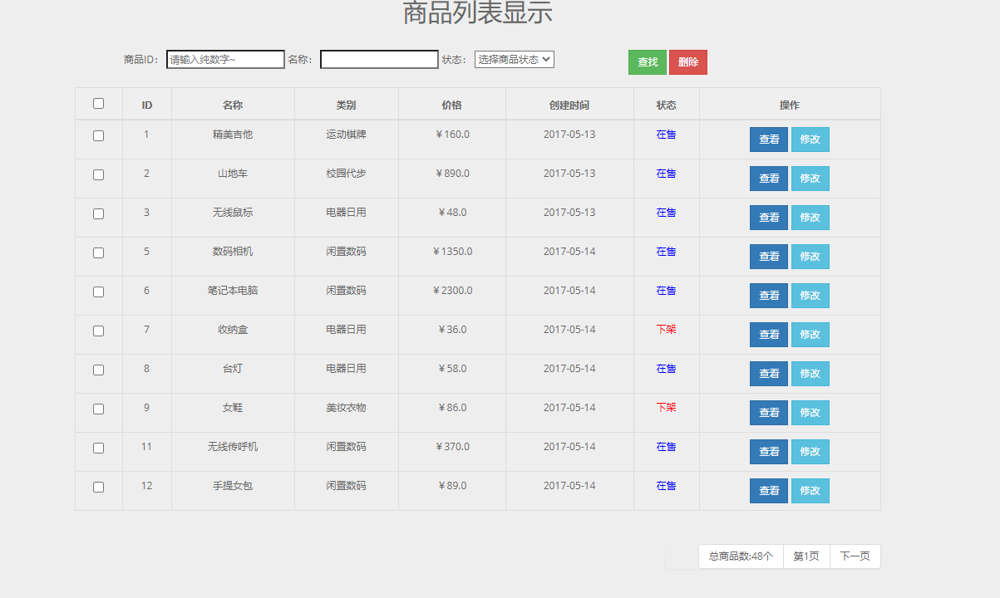 商品列表显示
商品ID： 请输入纯数字~ 名称： 状态： 选择商品状态 查找 删除
ID 名称 类别 价格 创建时间 状态 操作
1 精美吉他 运动棋牌 ￥160.0 2017-05-13 在售 查看 修改
2 山地车 校园代步 ￥890.0 2017-05-13 在售 查看 修改
3 无线鼠标 电器日用 ￥48.0 2017-05-13 在售 查看 修改
5 数码相机 闲置数码 ￥1350.0 2017-05-14 在售 查看 修改
6 笔记本电脑 闲置数码 ￥2300.0 2017-05-14 在售 查看 修改
7 收纳盒 电器日用 ￥36.0 2017-05-14 下架 查看 修改
8 台灯 电器日用 ￥58.0 2017-05-14 在售 查看 修改
9 女鞋 美妆衣物 ￥86.0 2017-05-14 下架 查看 修改
11 无线传呼机 闲置数码 ￥370.0 2017-05-14 在售 查看 修改
12 手提女包 闲置数码 ￥89.0 2017-05-14 在售 查看 修改
总商品数:48个 第1页 下一页